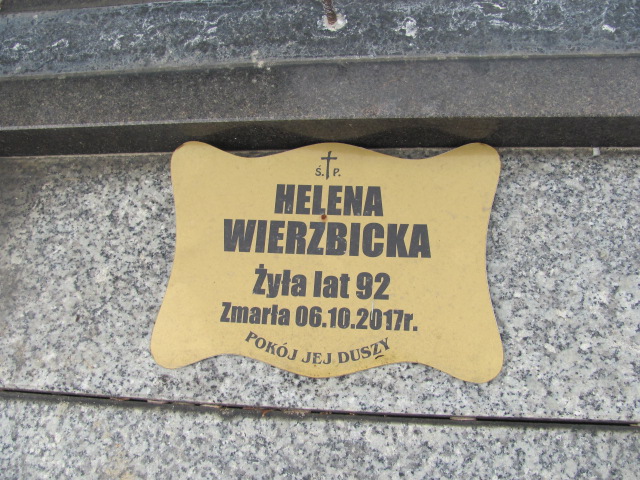 Ś. P.
HELENA
WIERZBICKA
Żyła lat 92
Zmarła 06.10.2017r.
POKÓJ JEJ DUSZY